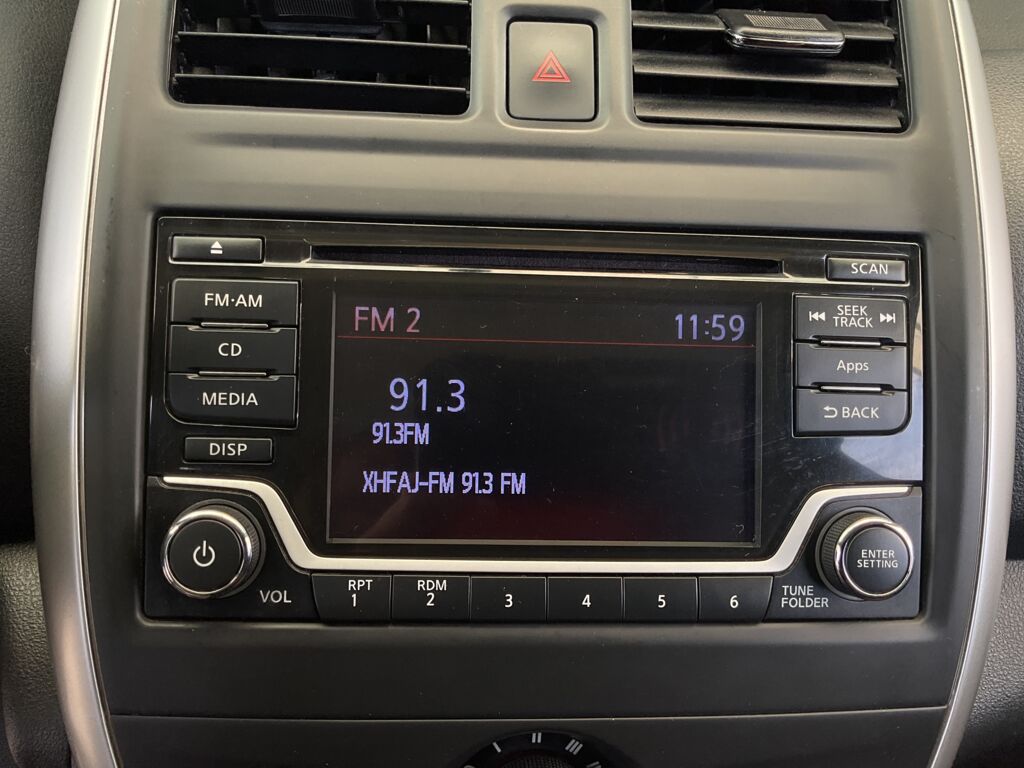 SCAN
FM·AM
CD
MEDIA
DISP
FM 2
11:59
91.3
91.3FM
XHFAJ-FM 91.3 FM
SEEK
TRACK
Apps
BACK
VOL
RPT
1
RDM
2
3
4
5
6
TUNE
FOLDER
ENTER
SETTING